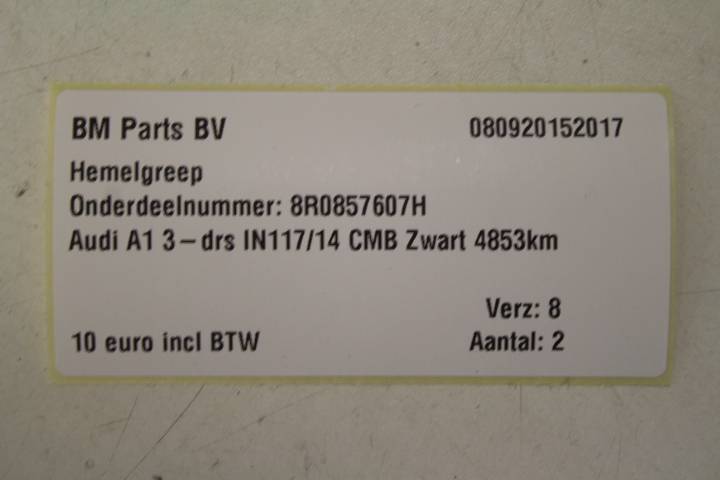 BM Parts BV 080920152017
Hemelgreep
Onderdeelnummer: 8R0857607H
Audi A1 3-drs IN117/14 CMB Zwart 4853km
Verz: 8
10 euro incl BTW Aantal: 2